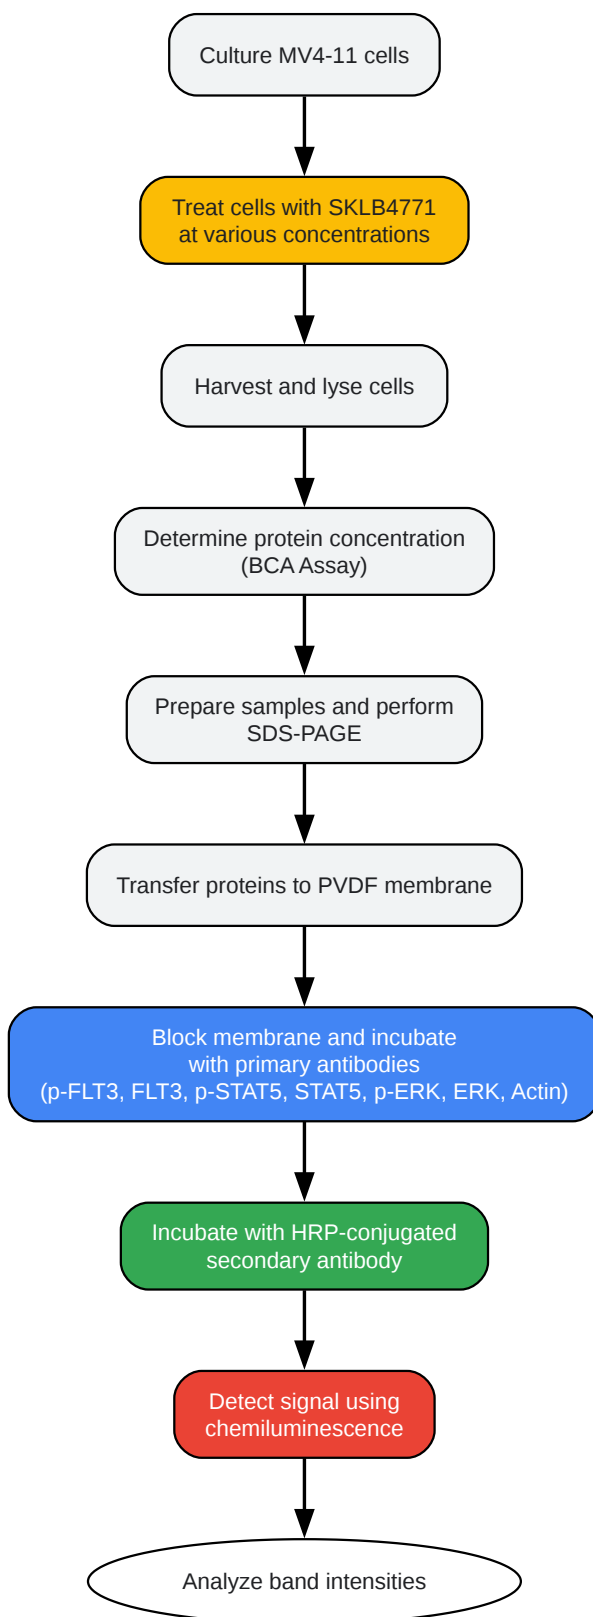 Culture MV4-11 cells
Treat cells with SKLB4771
at various concentrations
Harvest and lyse cells
Determine protein concentration
(BCA Assay)
Prepare samples and perform
SDS-PAGE
Transfer proteins to PVDF membrane
Block membrane and incubate
with primary antibodies
(p-FLT3, FLT3, p-STAT5, STAT5, p-ERK, ERK, Actin)
Incubate with HRP-conjugated
secondary antibody
Detect signal using
chemiluminescence
Analyze band intensities